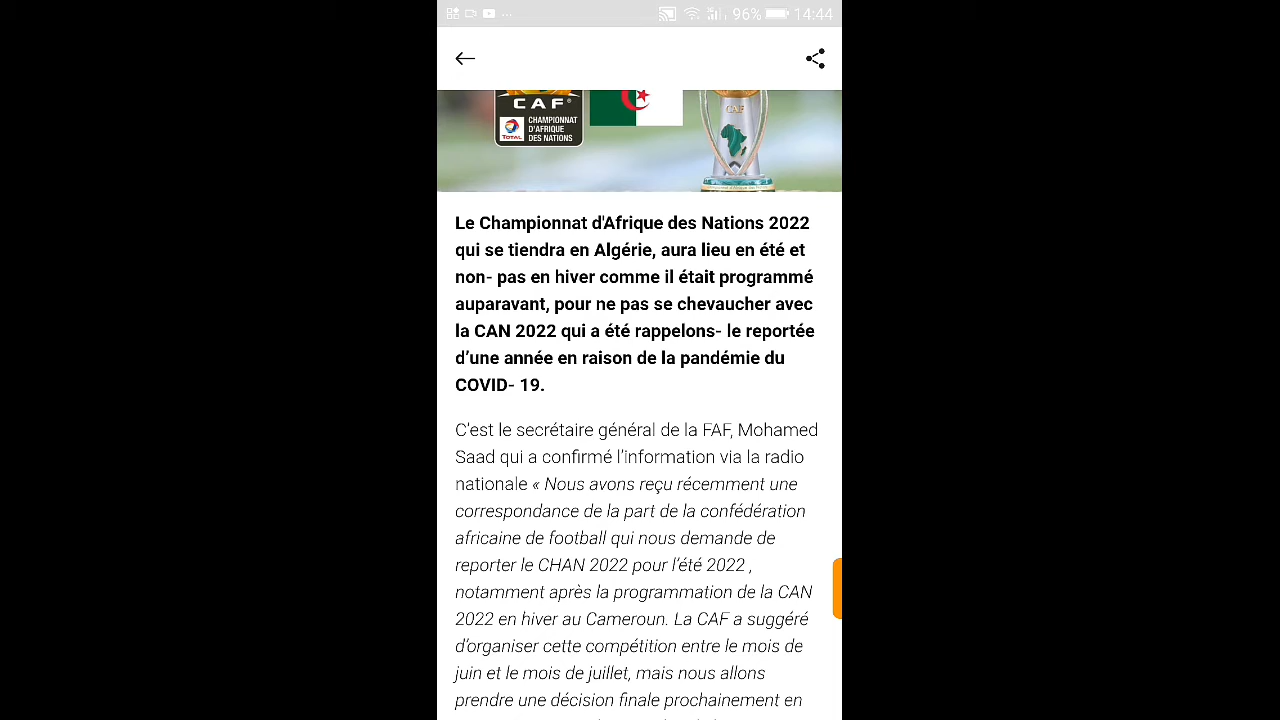 96% 14:44
CAF
CHAMPIONNAT
D'AFRIQUE
DES NATIONS
TOTAL
CAF
Le Championnat d'Afrique des Nations 2022
qui se tiendra en Algérie, aura lieu en été et
non- pas en hiver comme il était programmé
auparavant, pour ne pas se chevaucher avec
la CAN 2022 qui a été rappelons- le reportée
d’une année en raison de la pandémie du
COVID- 19.
C'est le secrétaire général de la FAF, Mohamed
Saad qui a confirmé l’information via la radio
nationale « Nous avons reçu récemment une
correspondance de la part de la confédération
africaine de football qui nous demande de
reporter le CHAN 2022 pour l’été 2022 ,
notamment après la programmation de la CAN
2022 en hiver au Cameroun. La CAF a suggéré
d’organiser cette compétition entre le mois de
juin et le mois de juillet, mais nous allons
prendre une décision finale prochainement en